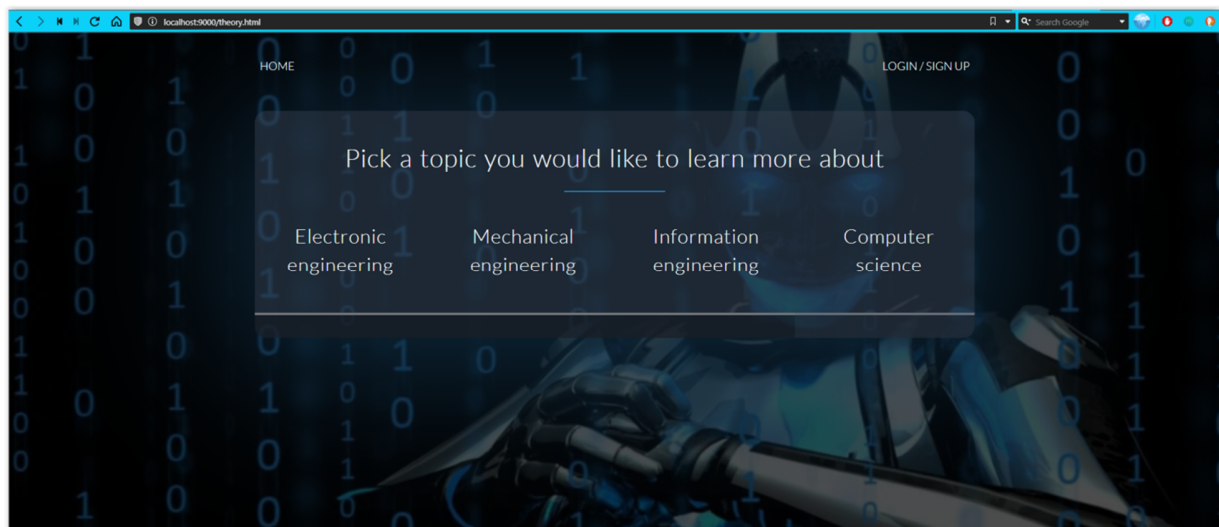 localhost:9000/theory.html
Search Google
HOME
LOGIN / SIGN UP
Pick a topic you would like to learn more about
Electronic
engineering
Mechanical
engineering
Information
engineering
Computer
science